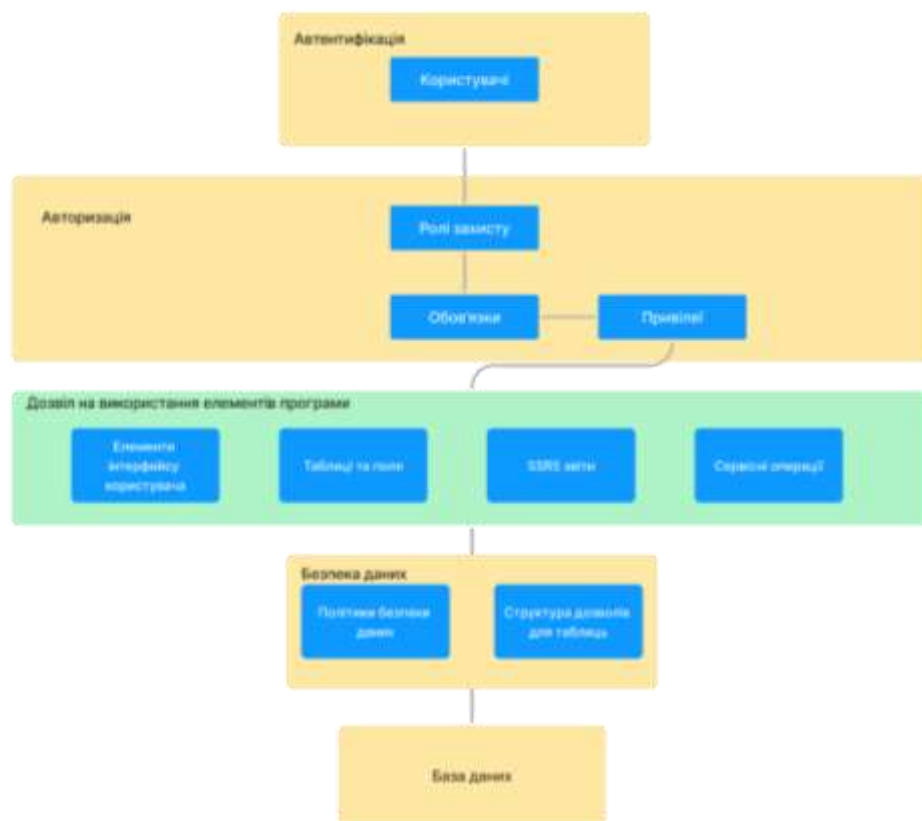 Автентифікація
Користувачі
Авторизація
Ролі захисту
Обов'язки
Привілеї
Дозвіл на використання елементів програми
Елементи
інтерфейсу
користувача
Таблиці та поля
SSRS звіти
Сервісні операції
Безпека даних
Політики безпеки
даних
Структура дозволів
для таблиць
База даних